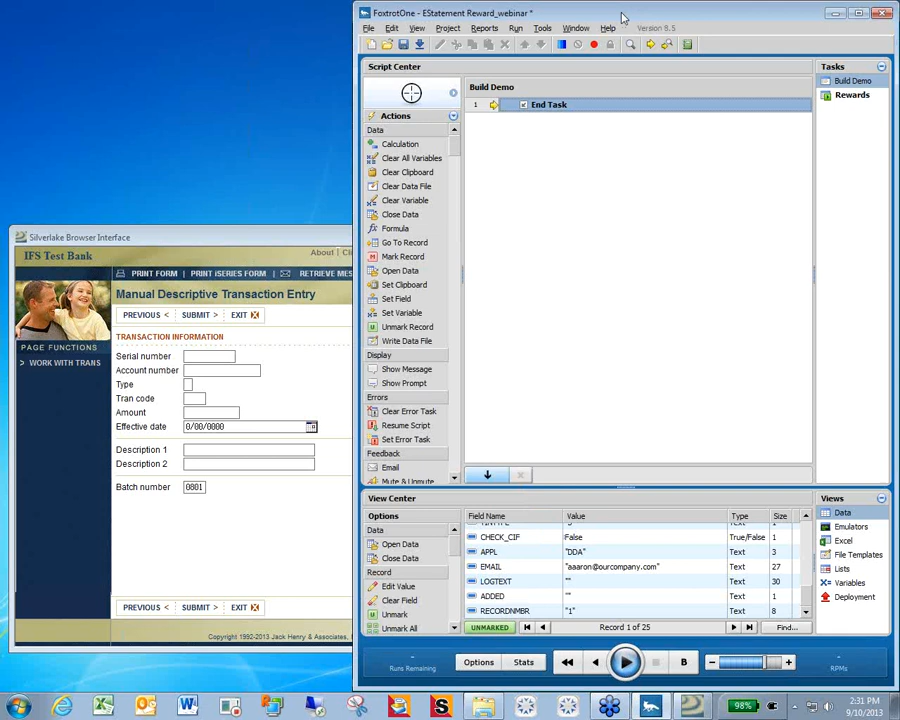 FoxtrotOne - EStatement Reward_webinar *
File Edit View Project Reports Run Tools Window Help Version 8.5
Script Center
Build Demo
1 End Task
Actions
Data
Calculation
Clear All Variables
Clear Clipboard
Clear Data File
Clear Variable
Close Data
Formula
Go To Record
Mark Record
Open Data
Set Clipboard
Set Field
Set Variable
Unmark Record
Write Data File
Display
Show Message
Show Prompt
Errors
Clear Error Task
Resume Script
Set Error Task
Feedback
Email
Mute & Unmute
Tasks
Build Demo
Rewards
Silverlake Browser Interface
IFS Test Bank
About
PRINT FORM | PRINT iSERIES FORM | RETRIEVE MES
Manual Descriptive Transaction Entry
PREVIOUS < SUBMIT > EXIT
PAGE FUNCTIONS
> WORK WITH TRANS
TRANSACTION INFORMATION
Serial number
Account number
Type
Tran code
Amount
Effective date 0/00/0000
Description 1
Description 2
Batch number 0801
PREVIOUS < SUBMIT > EXIT
Copyright 1992-2013 Jack Henry & Associates,
View Center
Options
Data
Open Data
Close Data
Record
Edit Value
Clear Field
Unmark
Unmark All
Field Name Value Type Size
CHECK_CIF False True/False 1
APPL "DDA" Text 3
EMAIL "aaaron@ourcompany.com" Text 27
LOGTEXT "" Text 30
ADDED "" Text 1
RECORDNMBR "1" Text 8
UNMARKED Record 1 of 25 Find...
Views
Data
Emulators
Excel
File Templates
Lists
Variables
Deployment
- Runs Remaining
Options Stats
B
- RPMs
98%
2:31 PM
9/10/2013